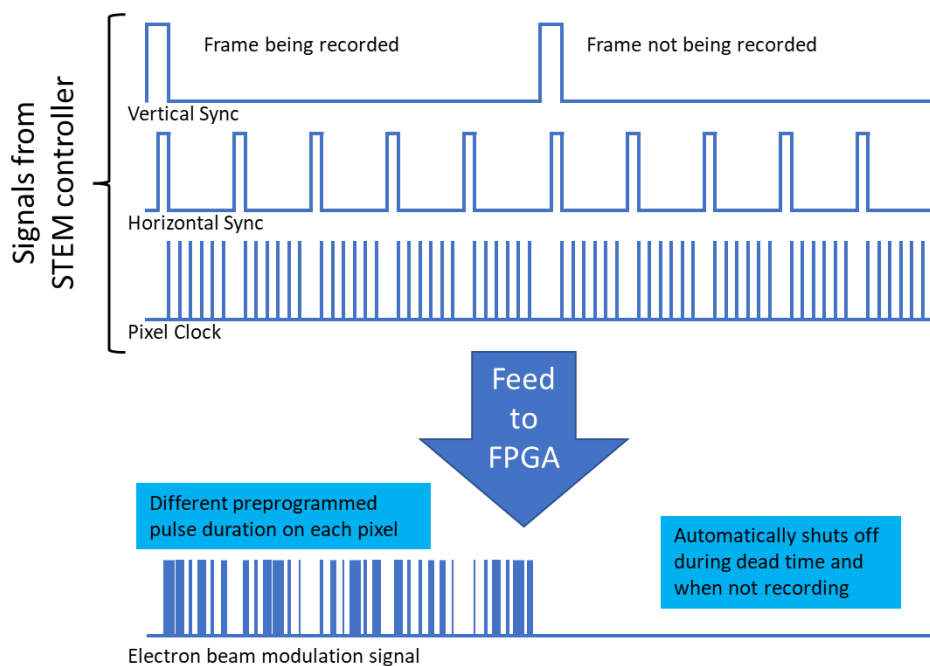 Frame being recorded
Frame not being recorded
Vertical Sync
Signals from
STEM controller
Horizontal Sync
Pixel Clock
Feed
to
FPGA
Different preprogrammed
pulse duration on each pixel
Automatically shuts off
during dead time and
when not recording
Electron beam modulation signal